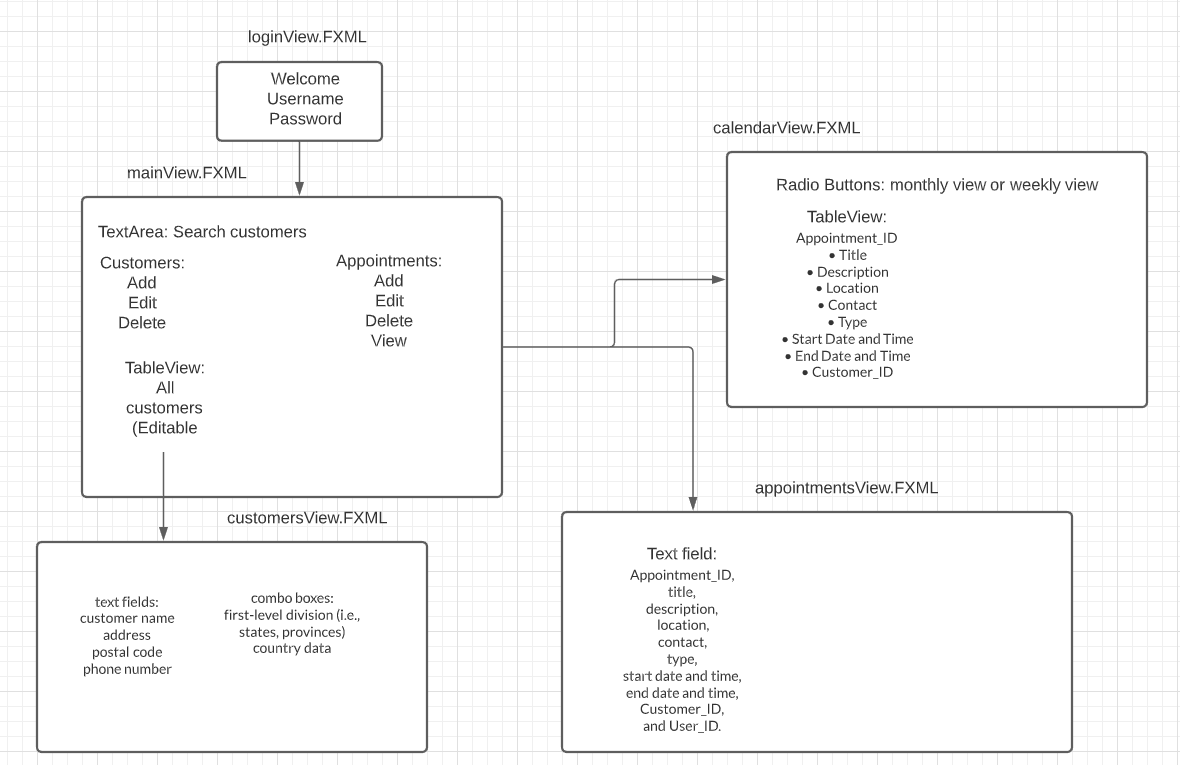 loginView.FXML
Welcome
Username
Password
mainView.FXML
TextArea: Search customers
Customers:
Add
Edit
Delete
Appointments:
Add
Edit
Delete
View
TableView:
All
customers
(Editable
customersView.FXML
text fields:
customer name
address
postal code
phone number
combo boxes:
first-level division (i.e.,
states, provinces)
country data
calendarView.FXML
Radio Buttons: monthly view or weekly view
TableView:
Appointment_ID
• Title
• Description
• Location
• Contact
• Type
• Start Date and Time
• End Date and Time
• Customer_ID
appointmentsView.FXML
Text field:
Appointment_ID,
title,
description,
location,
contact,
type,
start date and time,
end date and time,
Customer_ID,
and User_ID.